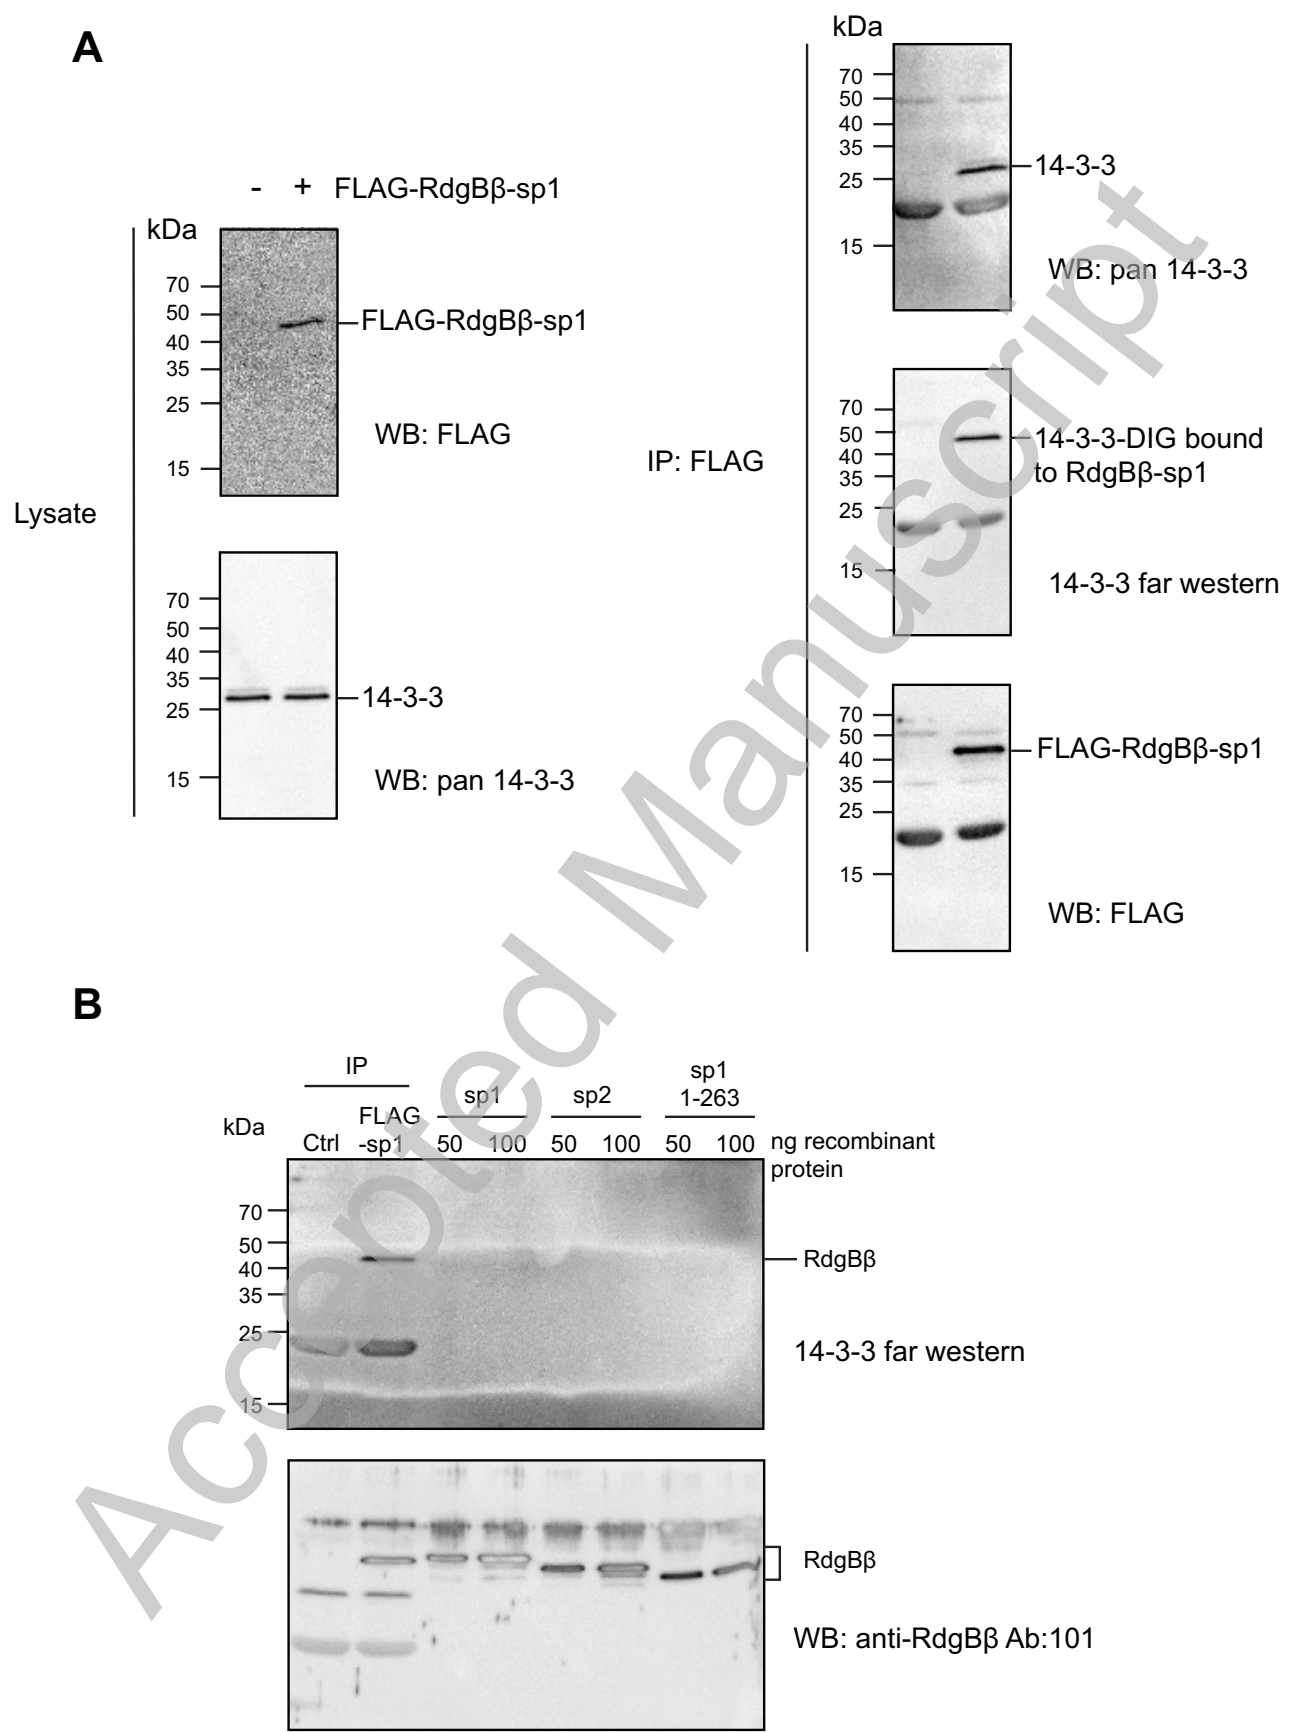 A
- + FLAG-RdgBβ-sp1
kDa
70
50
40
35
25
15
FLAG-RdgBβ-sp1
WB: FLAG
Lysate
70
50
40
35
25
15
14-3-3
WB: pan 14-3-3
kDa
70
50
40
35
25
15
14-3-3
WB: pan 14-3-3
IP: FLAG
70
50
40
35
25
15
14-3-3-DIG bound
to RdgBβ-sp1
14-3-3 far western
70
50
40
35
25
15
FLAG-RdgBβ-sp1
WB: FLAG
B
IP
sp1
sp2
sp1
1-263
kDa
Ctrl
FLAG
-sp1
50 100 50 100 50 100
ng recombinant
protein
70
50
40
35
25
15
RdgBβ
14-3-3 far western
RdgBβ
WB: anti-RdgBβ Ab:101
Accepted Manuscript